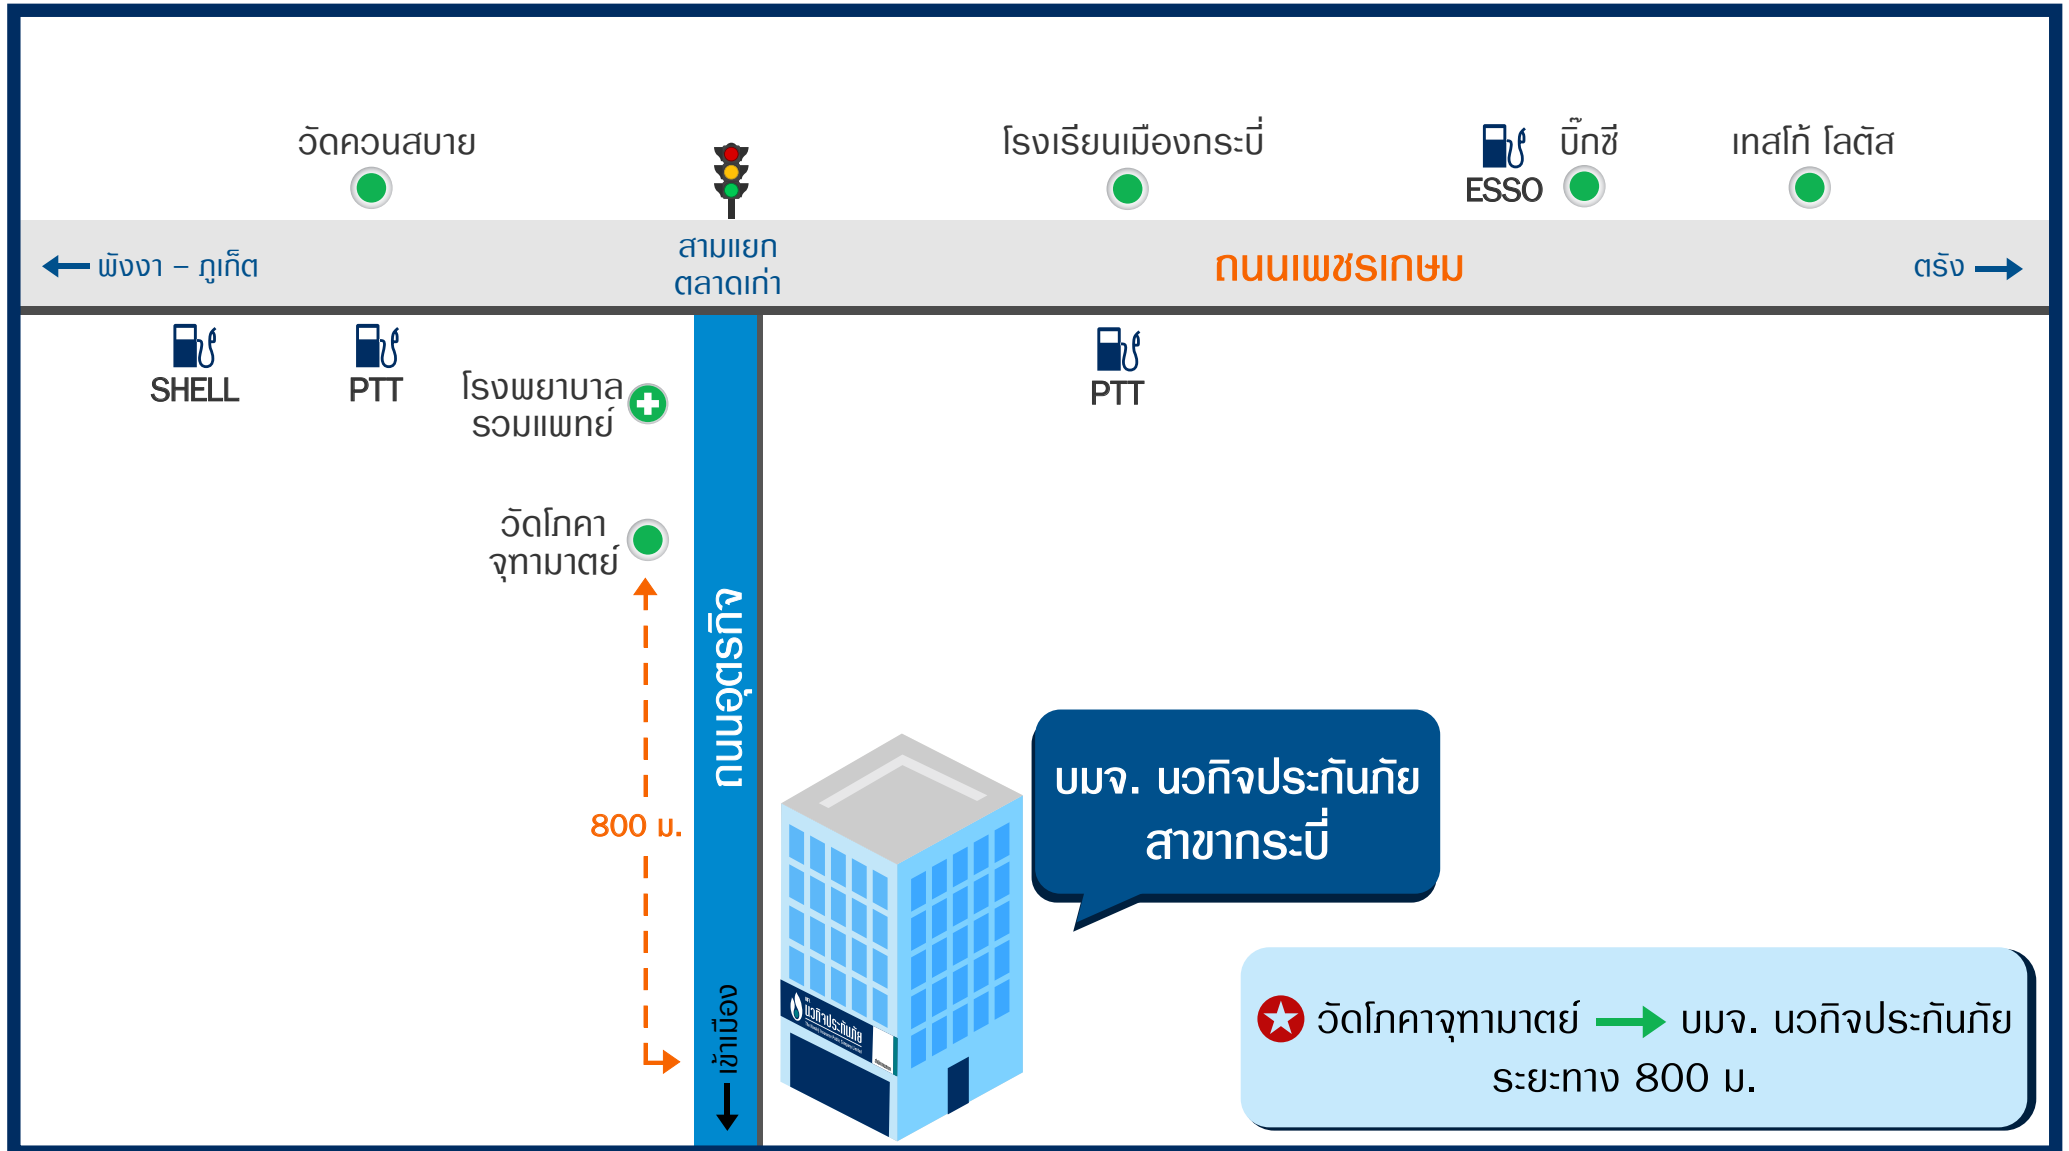 วัดควนสบาย
โรงเรียนเมืองกระบี่
ESSO
บิ๊กซี
เทสโก้ โลตัส
พังงา – ภูเก็ต
สามแยก
ตลาดเก่า
ถนนเพชรเกษม
ตรัง
SHELL
PTT
โรงพยาบาล
รวมแพทย์
PTT
วัดโภคา
จุฑามาตย์
ถนนอุตรกิจ
800 ม.
บมจ. นวกิจประกันภัย
สาขากระบี่
เข้าเมือง
นวกิจประกันภัย
วัดโภคาจุฑามาตย์
บมจ. นวกิจประกันภัย
ระยะทาง 800 ม.